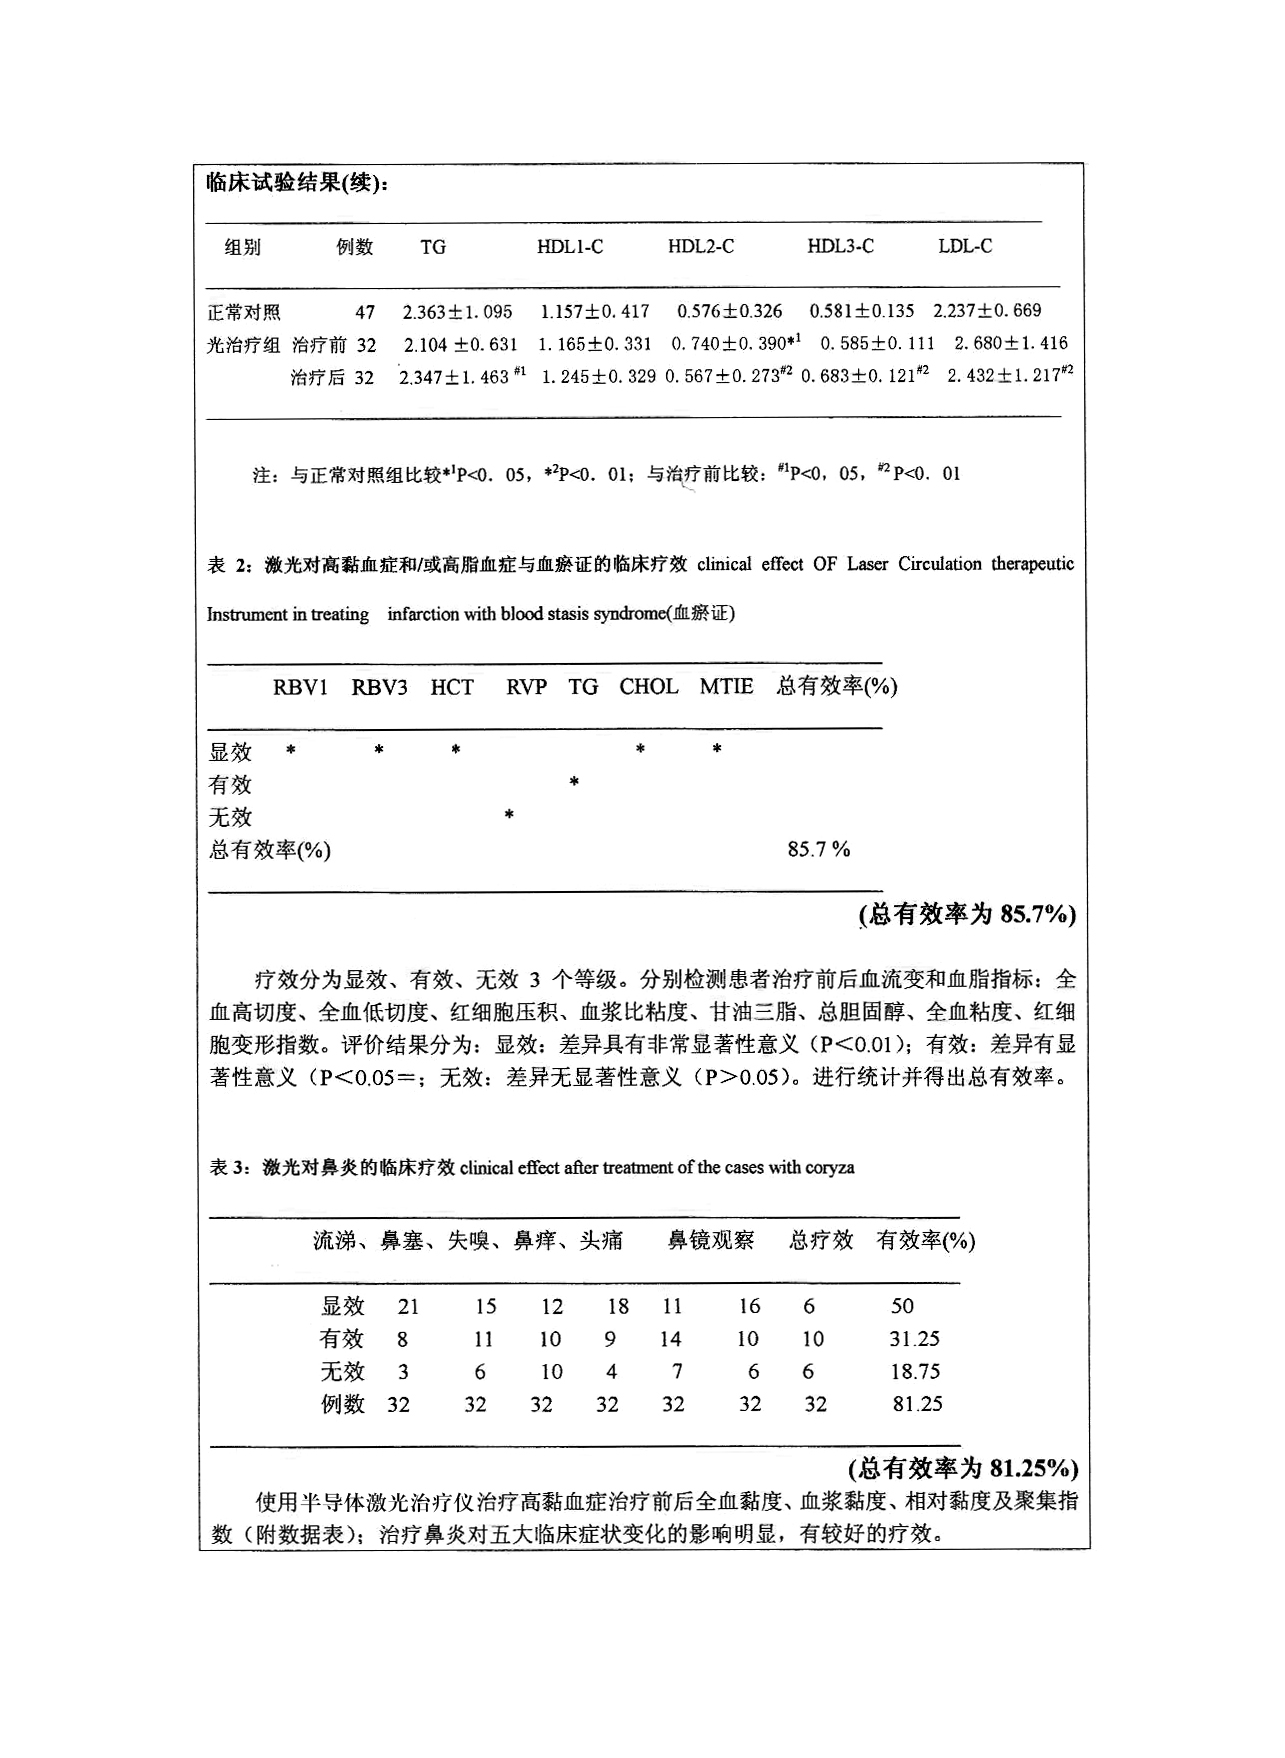 临床试验结果(续):
组别 例数 TG HDL1-C HDL2-C HDL3-C LDL-C
正常对照 47 2.363±1.095 1.157±0.417 0.576±0.326 0.581±0.135 2.237±0.669
光治疗组 治疗前 32 2.104±0.631 1.165±0.331 0.740±0.390*¹ 0.585±0.111 2.680±1.416
治疗后 32 2.347±1.463#¹ 1.245±0.329 0.567±0.273#² 0.683±0.121#² 2.432±1.217#²
注：与正常对照组比较*¹P<0.05，*²P<0.01；与治疗前比较：#¹P<0，05，#²P<0.01
表 2：激光对高黏血症和/或高脂血症与血瘀证的临床疗效 clinical effect OF Laser Circulation therapeutic
Instrument in treating infarction with blood stasis syndrome(血瘀证)
RBV1 RBV3 HCT RVP TG CHOL MTIE 总有效率(%)
显效 * * * * *
有效 *
无效 *
总有效率(%) 85.7 %
(总有效率为 85.7%)
疗效分为显效、有效、无效 3 个等级。分别检测患者治疗前后血流变和血脂指标：全
血高切度、全血低切度、红细胞压积、血浆比粘度、甘油三脂、总胆固醇、全血粘度、红细
胞变形指数。评价结果分为：显效：差异具有非常显著性意义（P＜0.01）；有效：差异有显
著性意义（P＜0.05＝；无效：差异无显著性意义（P＞0.05）。进行统计并得出总有效率。
表 3：激光对鼻炎的临床疗效 clinical effect after treatment of the cases with coryza
流涕、鼻塞、失嗅、鼻痒、头痛 鼻镜观察 总疗效 有效率(%)
显效 21 15 12 18 11 16 6 50
有效 8 11 10 9 14 10 10 31.25
无效 3 6 10 4 7 6 6 18.75
例数 32 32 32 32 32 32 32 81.25
(总有效率为 81.25%)
使用半导体激光治疗仪治疗高黏血症治疗前后全血黏度、血浆黏度、相对黏度及聚集指
数（附数据表）；治疗鼻炎对五大临床症状变化的影响明显，有较好的疗效。